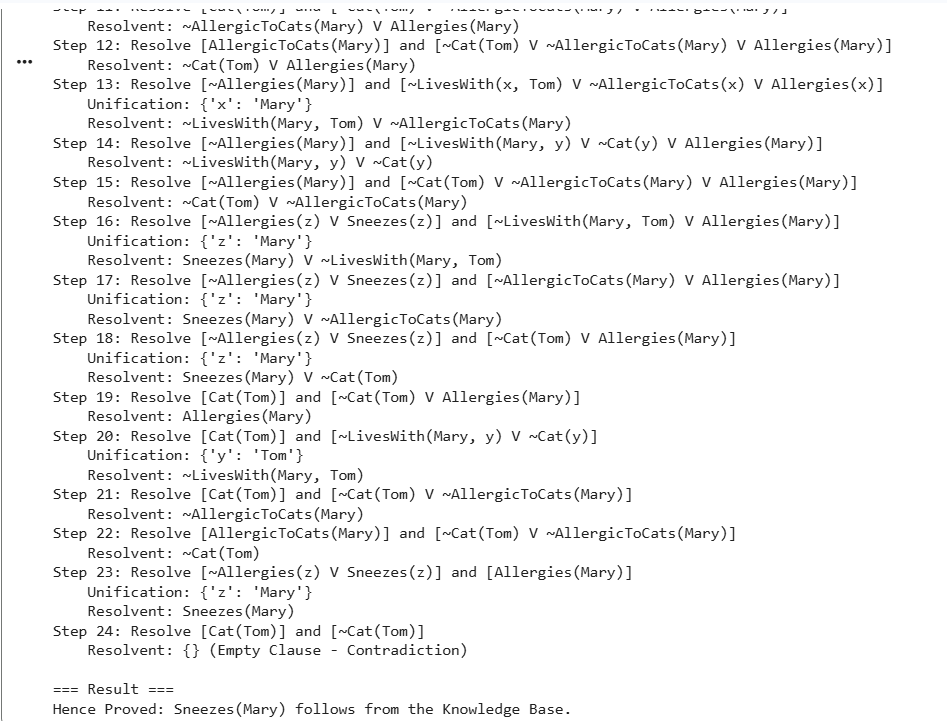 Resolvent: ~AllergicToCats(Mary) V Allergies(Mary)
Step 12: Resolve [AllergicToCats(Mary)] and [~Cat(Tom) V ~AllergicToCats(Mary) V Allergies(Mary)]
Resolvent: ~Cat(Tom) V Allergies(Mary)
Step 13: Resolve [~Allergies(Mary)] and [~LivesWith(x, Tom) V ~AllergicToCats(x) V Allergies(x)]
Unification: {'x': 'Mary'}
Resolvent: ~LivesWith(Mary, Tom) V ~AllergicToCats(Mary)
Step 14: Resolve [~Allergies(Mary)] and [~LivesWith(Mary, y) V ~Cat(y) V Allergies(Mary)]
Resolvent: ~LivesWith(Mary, y) V ~Cat(y)
Step 15: Resolve [~Allergies(Mary)] and [~Cat(Tom) V ~AllergicToCats(Mary) V Allergies(Mary)]
Resolvent: ~Cat(Tom) V ~AllergicToCats(Mary)
Step 16: Resolve [~Allergies(z) V Sneezes(z)] and [~LivesWith(Mary, Tom) V Allergies(Mary)]
Unification: {'z': 'Mary'}
Resolvent: Sneezes(Mary) V ~LivesWith(Mary, Tom)
Step 17: Resolve [~Allergies(z) V Sneezes(z)] and [~AllergicToCats(Mary) V Allergies(Mary)]
Unification: {'z': 'Mary'}
Resolvent: Sneezes(Mary) V ~AllergicToCats(Mary)
Step 18: Resolve [~Allergies(z) V Sneezes(z)] and [~Cat(Tom) V Allergies(Mary)]
Unification: {'z': 'Mary'}
Resolvent: Sneezes(Mary) V ~Cat(Tom)
Step 19: Resolve [Cat(Tom)] and [~Cat(Tom) V Allergies(Mary)]
Resolvent: Allergies(Mary)
Step 20: Resolve [Cat(Tom)] and [~LivesWith(Mary, y) V ~Cat(y)]
Unification: {'y': 'Tom'}
Resolvent: ~LivesWith(Mary, Tom)
Step 21: Resolve [Cat(Tom)] and [~Cat(Tom) V ~AllergicToCats(Mary)]
Resolvent: ~AllergicToCats(Mary)
Step 22: Resolve [AllergicToCats(Mary)] and [~Cat(Tom) V ~AllergicToCats(Mary)]
Resolvent: ~Cat(Tom)
Step 23: Resolve [~Allergies(z) V Sneezes(z)] and [Allergies(Mary)]
Unification: {'z': 'Mary'}
Resolvent: Sneezes(Mary)
Step 24: Resolve [Cat(Tom)] and [~Cat(Tom)]
Resolvent: {} (Empty Clause - Contradiction)
=== Result ===
Hence Proved: Sneezes(Mary) follows from the Knowledge Base.